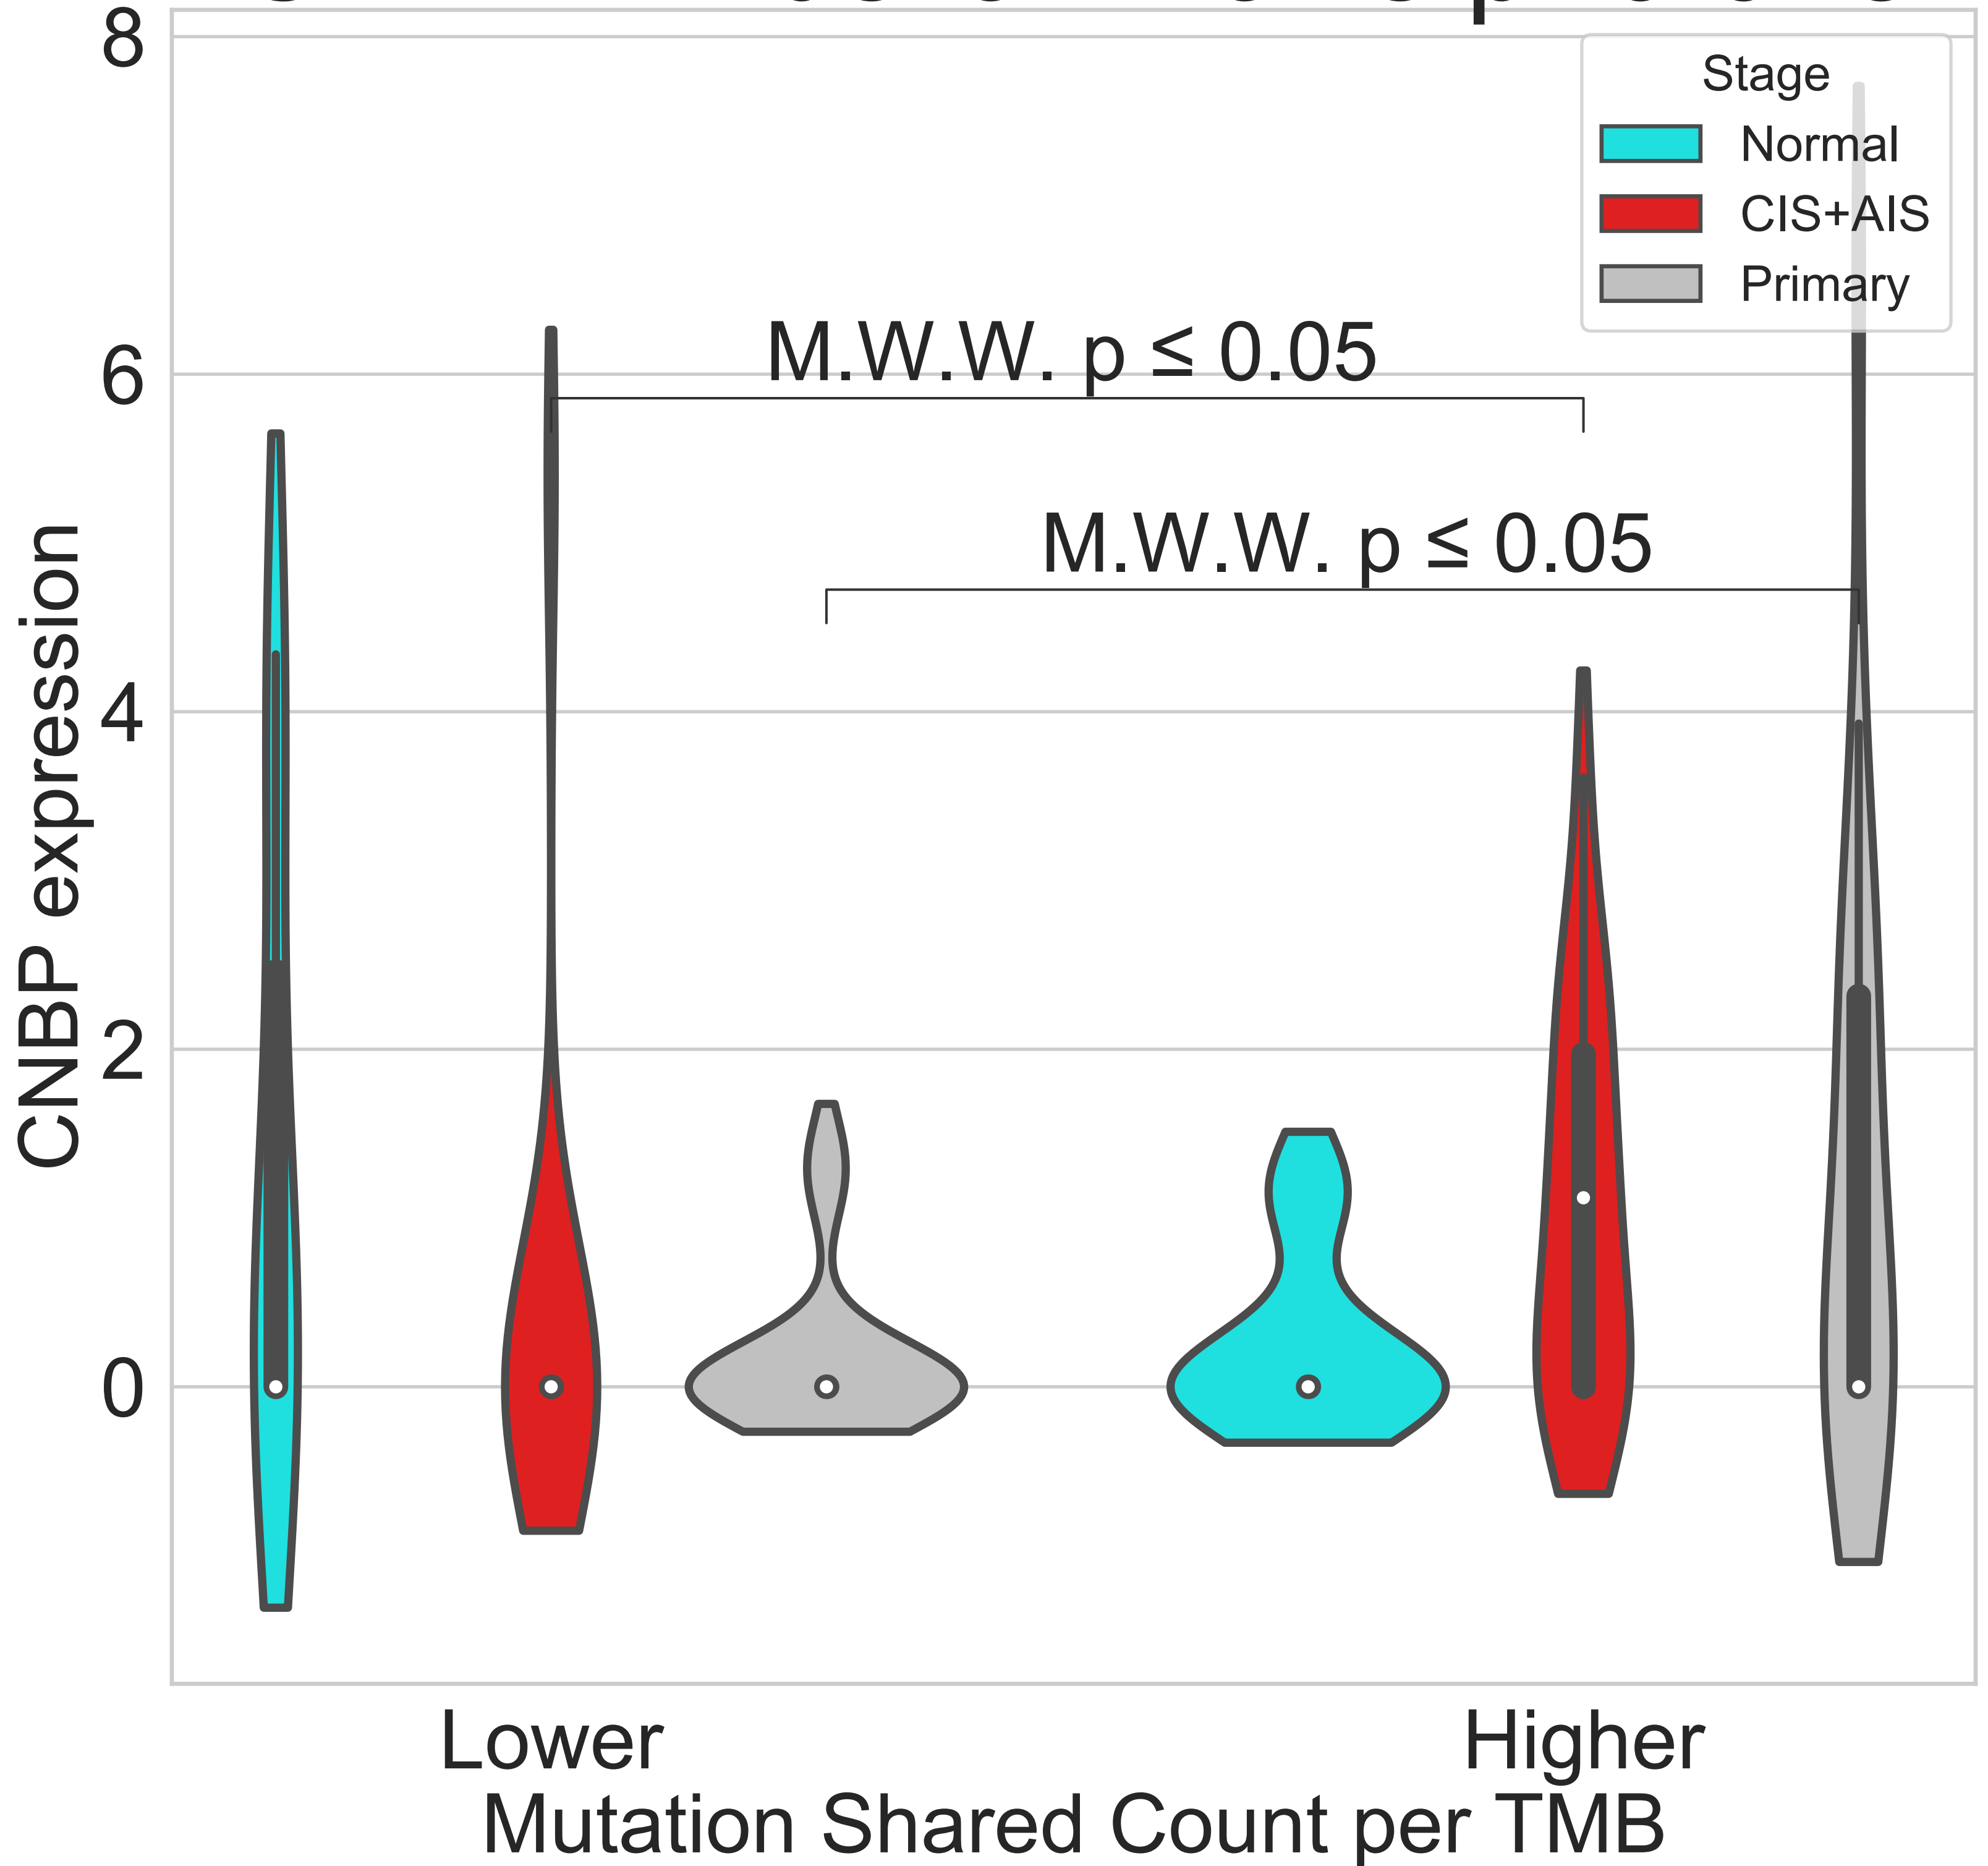 8
6
4
2
0
CNBP expression
Stage
Normal
CIS+AIS
Primary
M.W.W. p ≤ 0.05
M.W.W. p ≤ 0.05
Lower
Higher
Mutation Shared Count per TMB